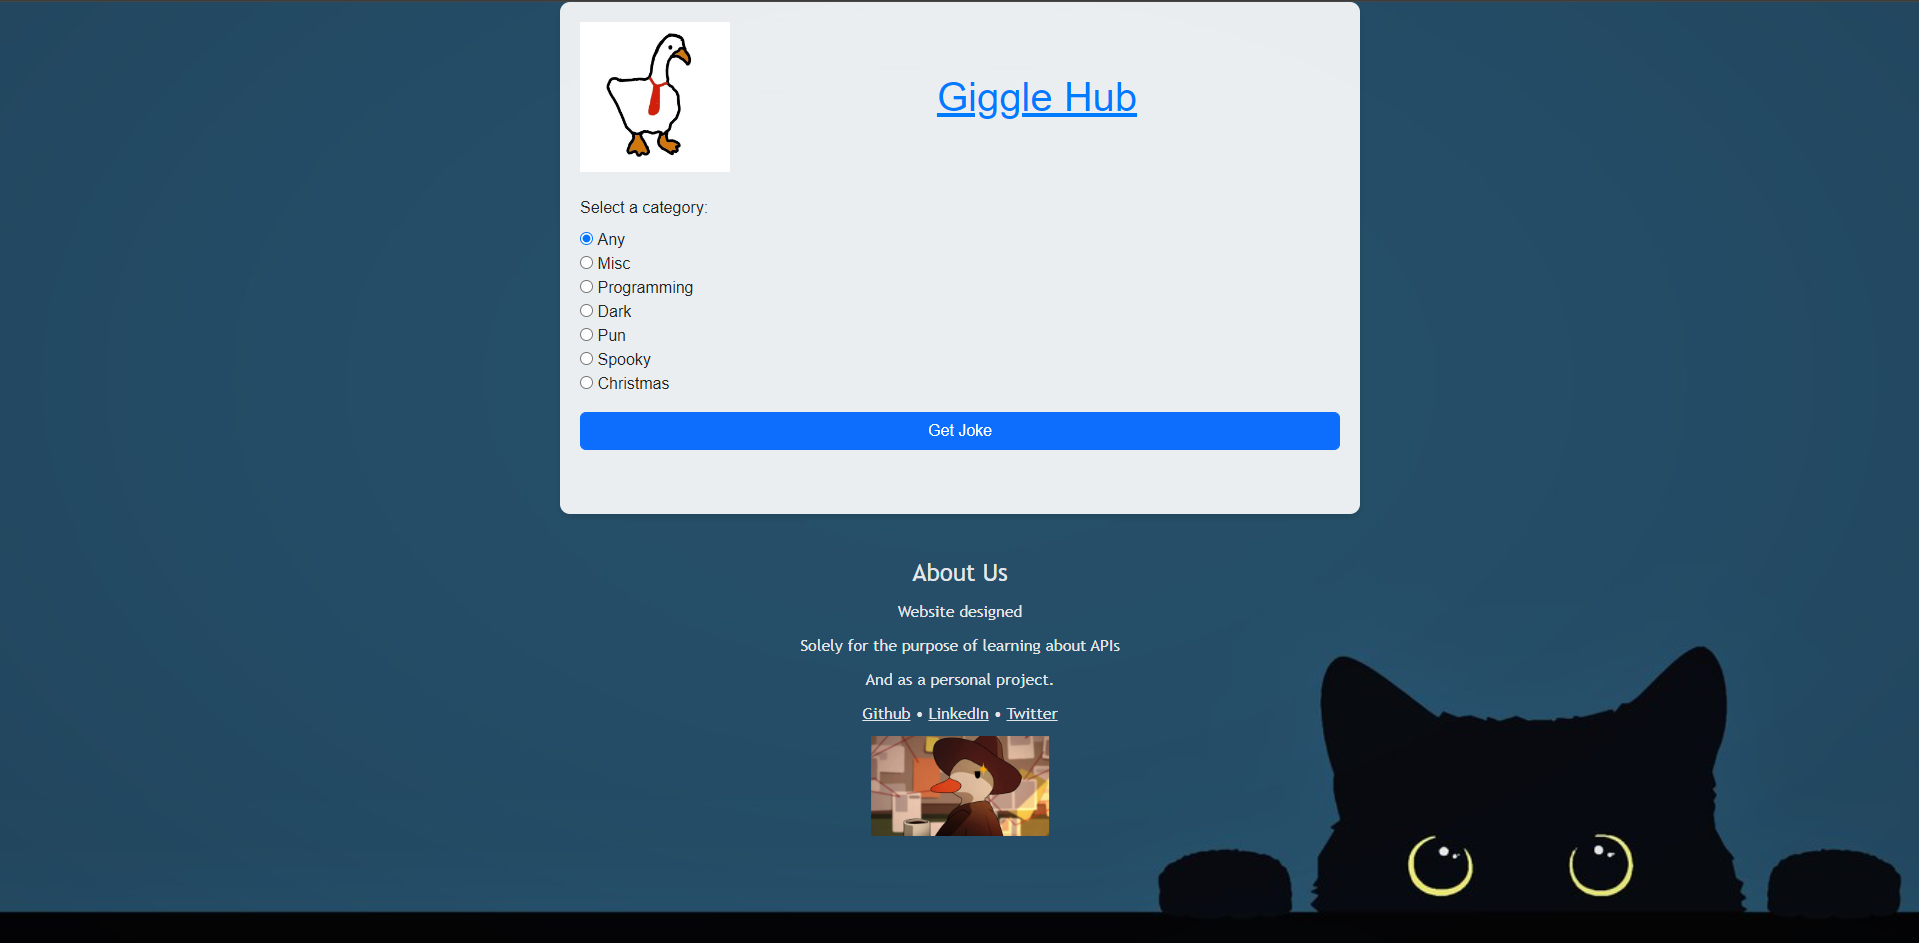 Giggle Hub
Select a category:
Any
Misc
Programming
Dark
Pun
Spooky
Christmas
Get Joke
About Us
Website designed
Solely for the purpose of learning about APIs
And as a personal project.
Github • LinkedIn • Twitter